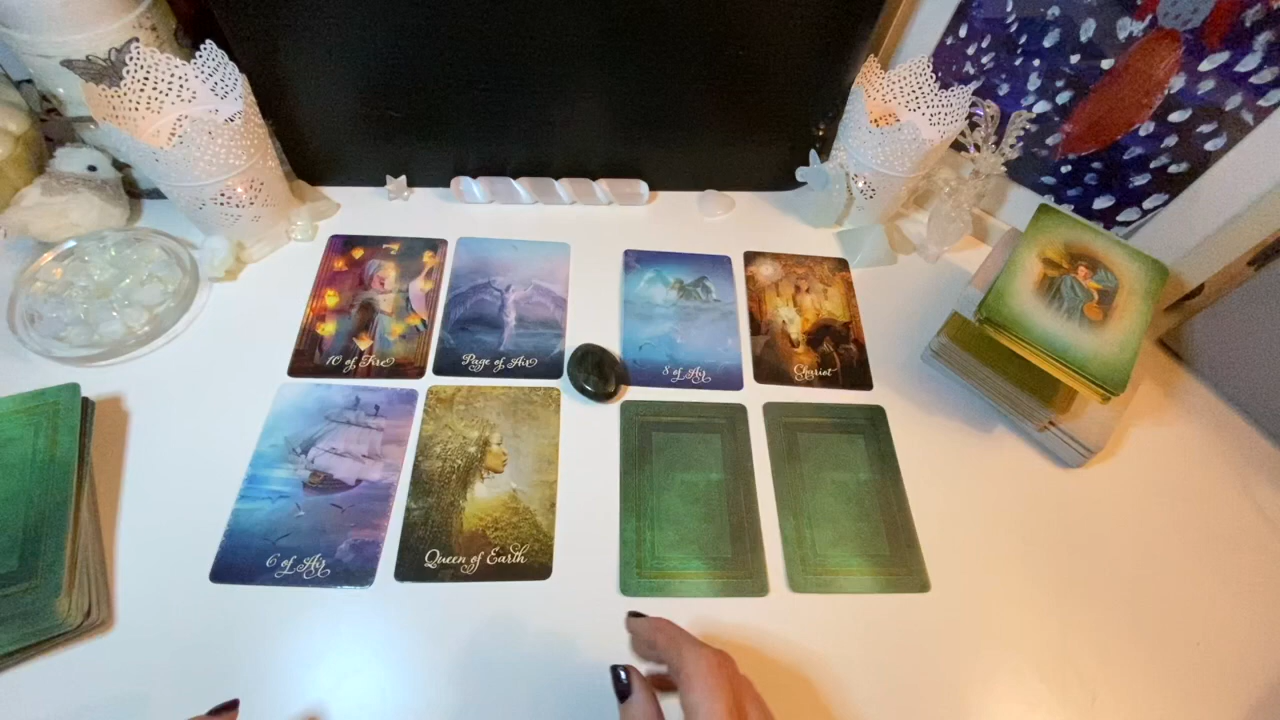 10 of Fire
Page of Air
8 of Air
Chariot
6 of Air
Queen of Earth